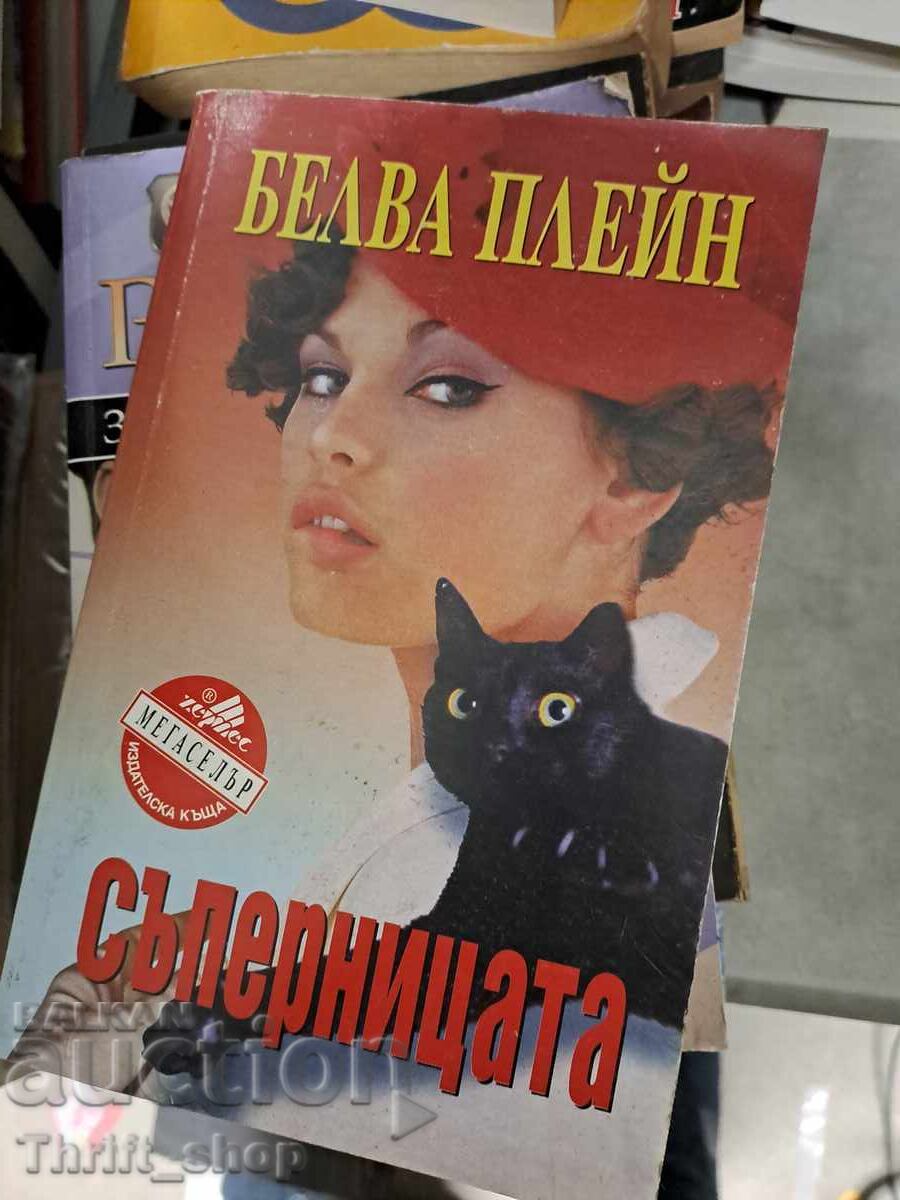 БЕЛВА ПЛЕЙН
®
хермес
МЕГАСЕЛЪР
ИЗДАТЕЛСКА КЪЩА
съперницата
BALKAN
auction
Thrift_shop